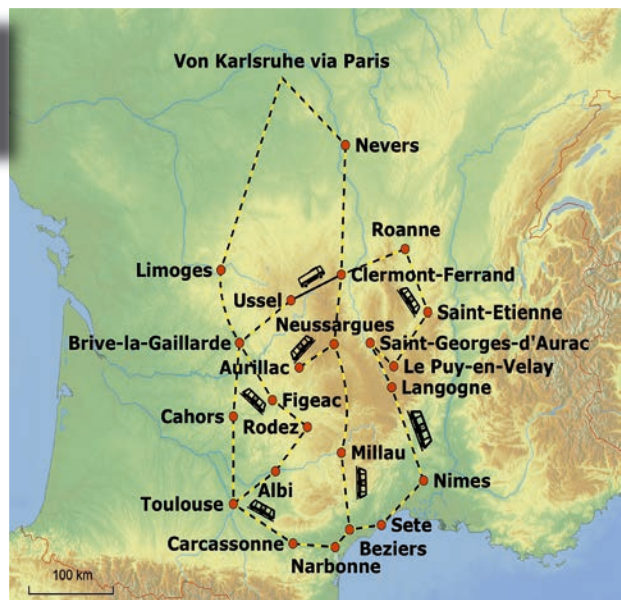 Von Karlsruhe via Paris
Nevers
Roanne
Limoges
Clermont-Ferrand
Ussel
Saint-Etienne
Neussargues
Brive-la-Gaillarde
Saint-Georges-d'Aurac
Aurillac
Le Puy-en-Velay
Langogne
Figeac
Cahors
Rodez
Millau
Albi
Nimes
Toulouse
Sete
Carcassonne
Beziers
Narbonne
100 km